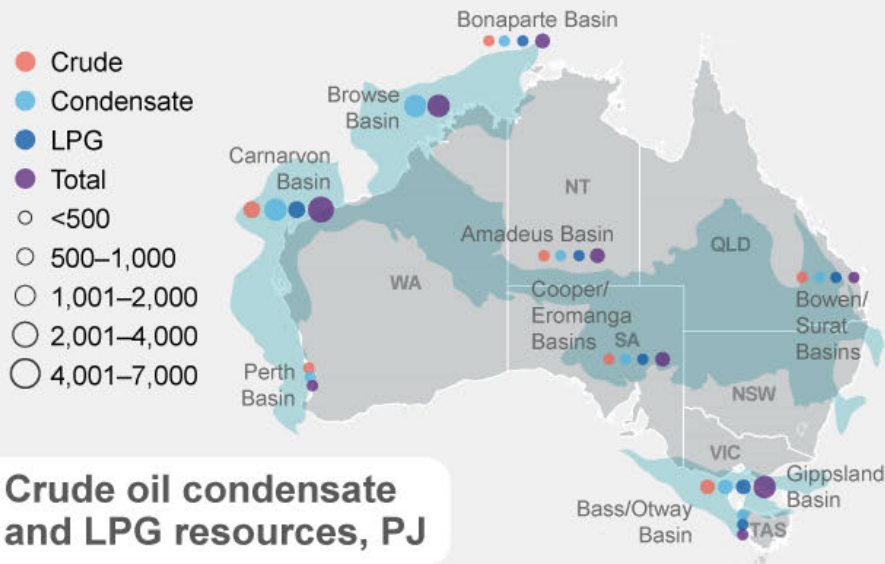 Bonaparte Basin
Crude
Condensate
LPG
Total
<500
500–1,000
1,001–2,000
2,001–4,000
4,001–7,000
Browse
Basin
Carnarvon
Basin
NT
Amadeus Basin
QLD
WA
Cooper/
Eromanga
Basins
SA
Bowen/
Surat
Basins
Perth
Basin
NSW
VIC
Gippsland
Basin
Bass/Otway
Basin
TAS
Crude oil condensate
and LPG resources, PJ